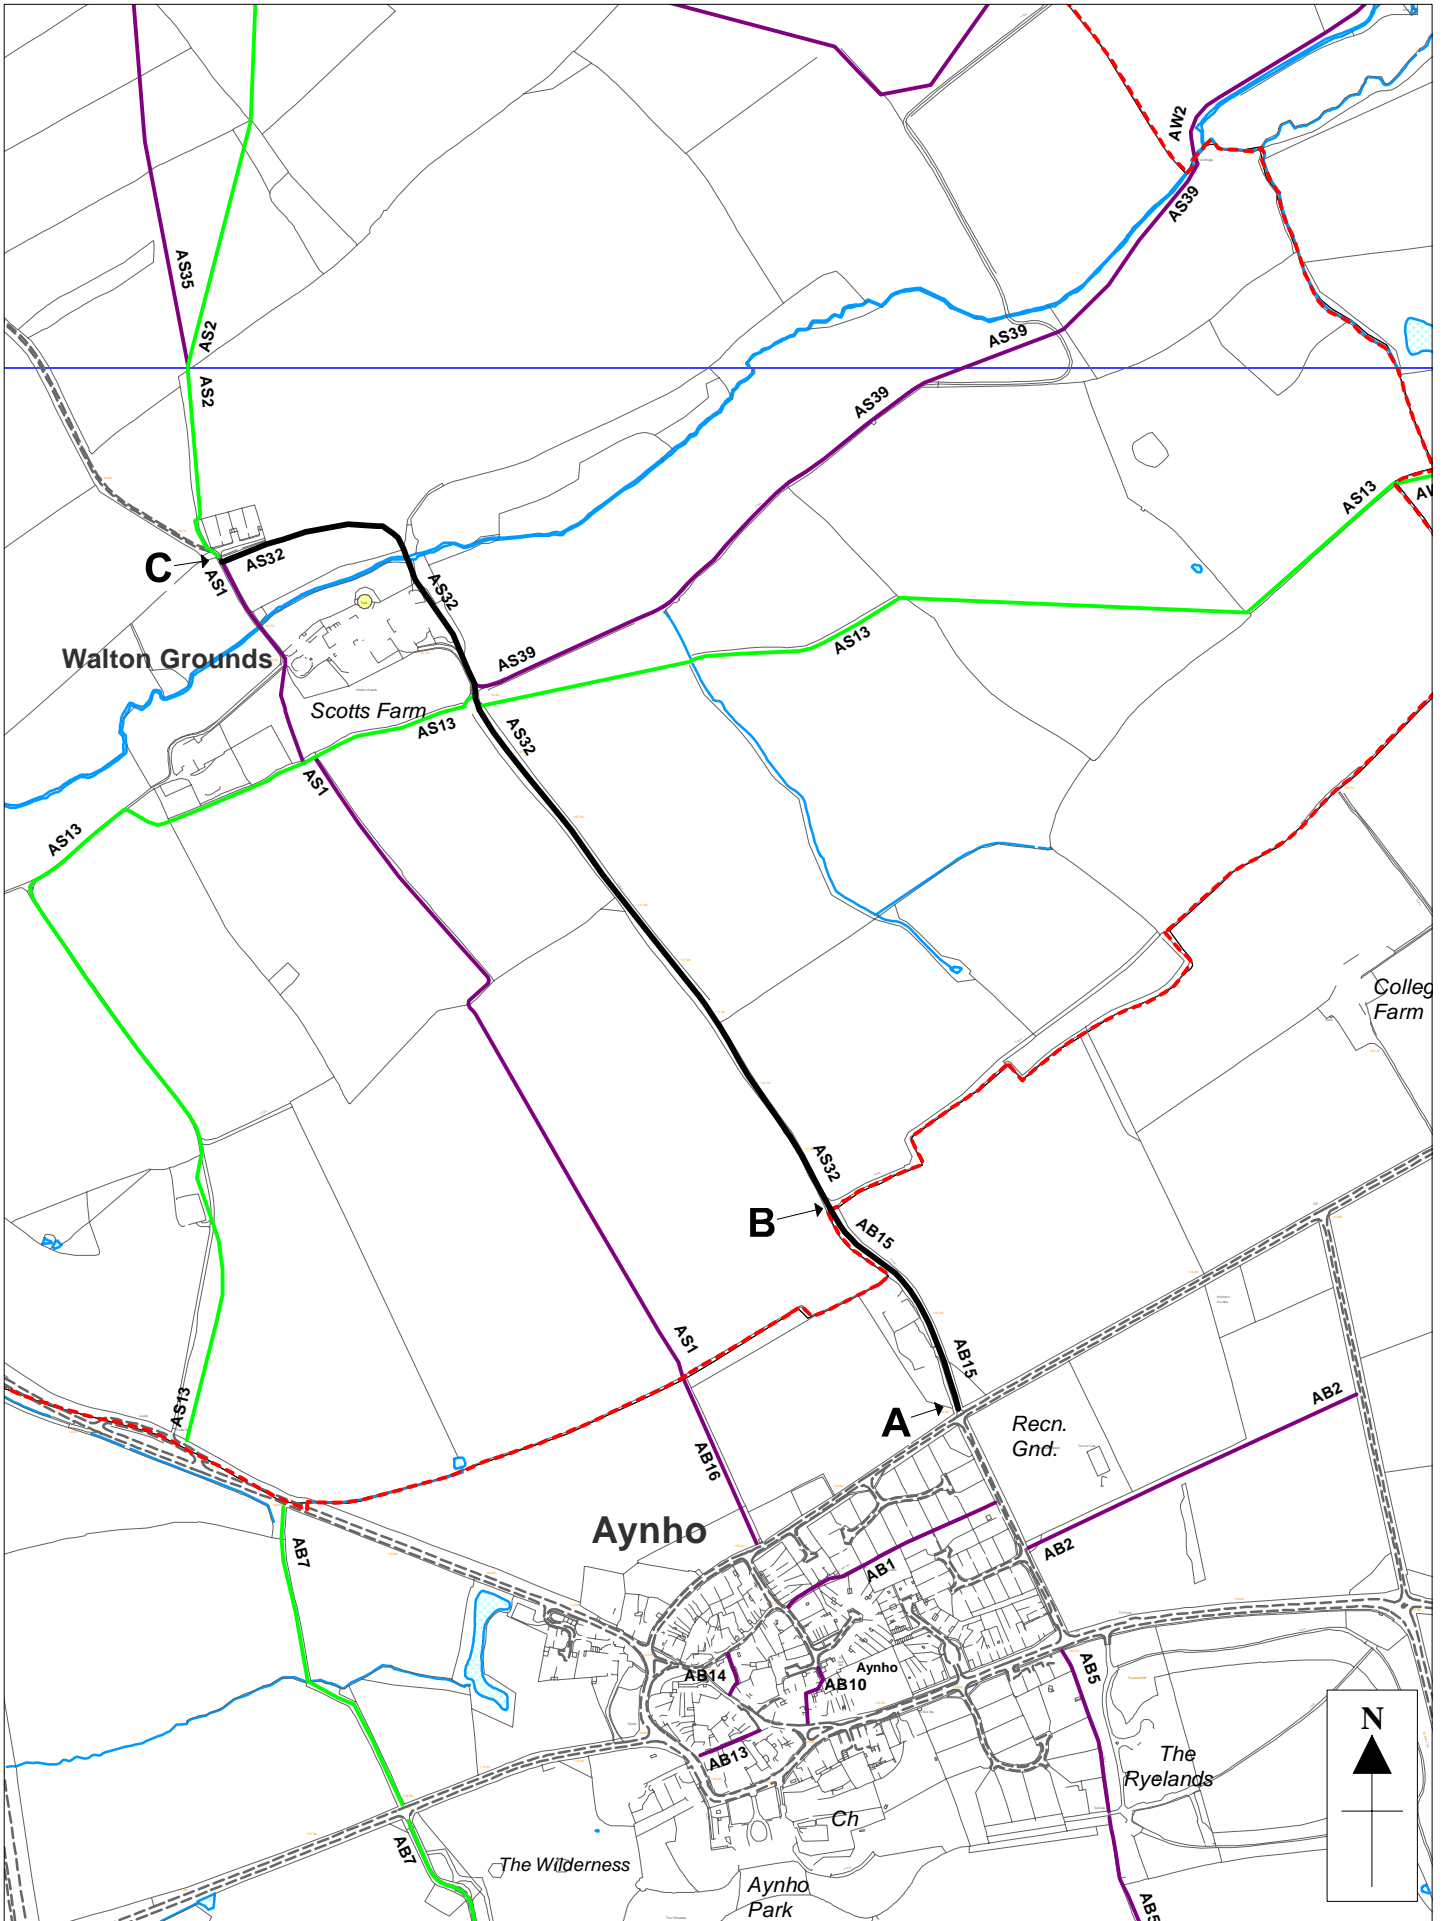 AW2
AS39
AS35
AS2
AS39
AS2
AS39
AS13
C
AS32
AS1
AS32
AS13
Walton Grounds
AS39
Scotts Farm
AS13
AS32
AS1
AS13
Colleg
Farm
AS32
B
AB15
AS1
AB15
AB2
AS13
A
Recn.
Gnd.
AB16
Aynho
AB7
AB2
AB1
Aynho
AB14
AB10
AB5
N
AB13
The
Ryelands
Ch
AB7
The Wilderness
Aynho
Park
AB5